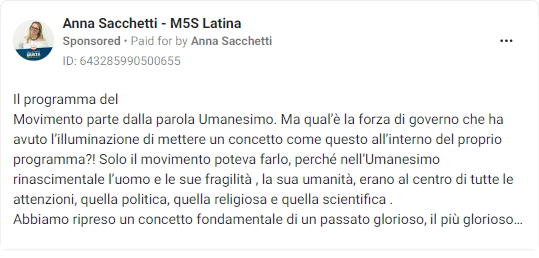 Anna Sacchetti - M5S Latina
Sponsored • Paid for by Anna Sacchetti
ID: 643285990500655
Il programma del
Movimento parte dalla parola Umanesimo. Ma qual'è la forza di governo che ha
avuto l'illuminazione di mettere un concetto come questo all'interno del proprio
programma?! Solo il movimento poteva farlo, perché nell'Umanesimo
rinascimentale l'uomo e le sue fragilità , la sua umanità, erano al centro di tutte le
attenzioni, quella politica, quella religiosa e quella scientifica .
Abbiamo ripreso un concetto fondamentale di un passato glorioso, il più glorioso...